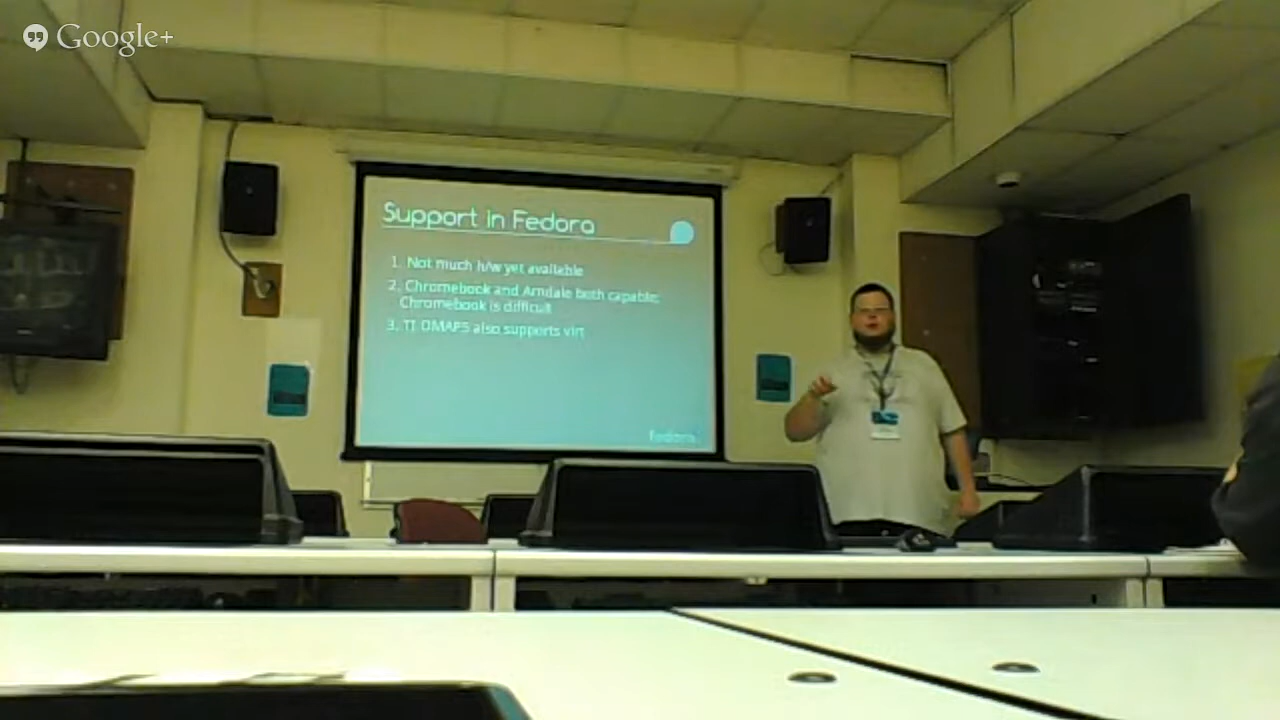 Google+
Support in Fedora
1. Not much h/w yet available
2. Chromebook and Arndale both capable;
Chromebook is difficult
3. TI OMAP5 also supports virt
fedora